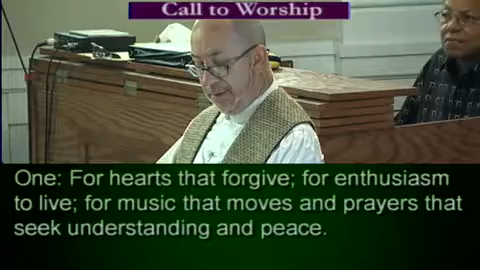 Call to Worship
One: For hearts that forgive; for enthusiasm
to live; for music that moves and prayers that
seek understanding and peace.